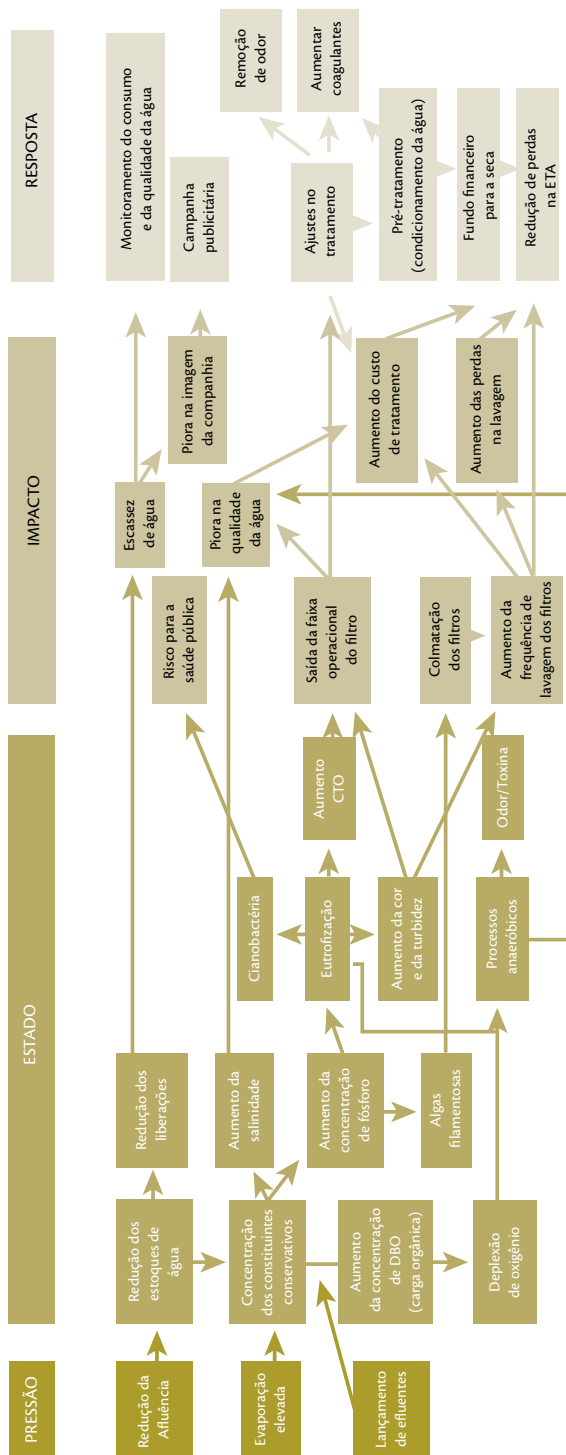 PRESSÃO
Redução da
Afluência
Evaporação
elevada
Lançamento
de efluentes
ESTADO
Redução dos
estoques de
água
Redução dos
liberações
Concentração
dos constituintes
conservativos
Aumento da
salinidade
Aumento da
concentração
de fósforo
Aumento
da concentração
de DBO
(carga orgânica)
Algas
filamentosas
Deplexão
de oxigênio
Cianobactéria
Eutrofização
Aumento
CTO
Aumento da cor
e da turbidez
Processos
anaeróbicos
Odor/Toxina
IMPACTO
Escassez
de água
Piora na imagem
da companhia
Risco para a
saúde pública
Piora na
qualidade
da água
Saída da faixa
operacional
do filtro
Aumento do custo
de tratamento
Colmatação
dos filtros
Aumento das perdas
na lavagem
Aumento da
frequência de
lavagem dos filtros
RESPOSTA
Monitoramento do consumo
e da qualidade da água
Campanha
publicitária
Remoção
de odor
Ajustes no
tratamento
Aumentar
coagulantes
Pré-tratamento
(condicionamento da água)
Fundo financeiro
para a seca
Redução de perdas
na ETA